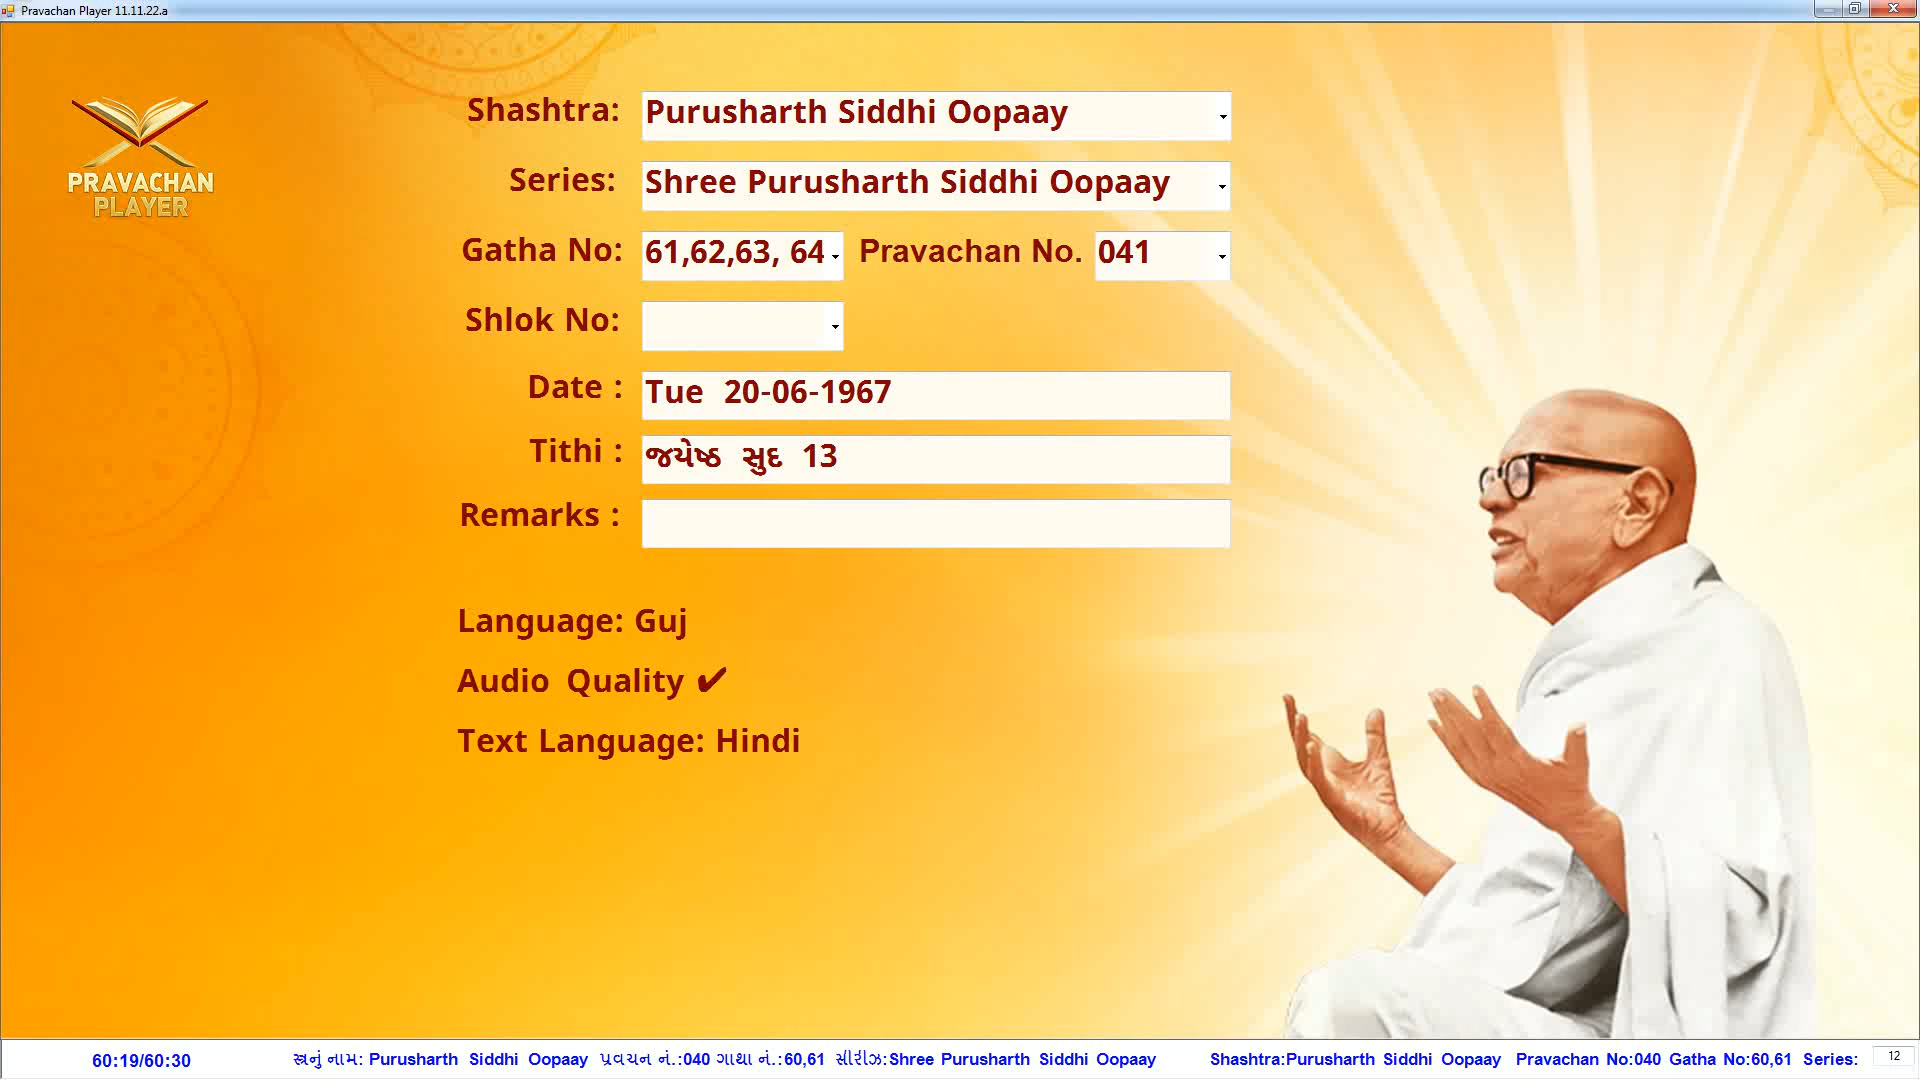 Pravachan Player 11.11.22.a
PRAVACHAN
PLAYER
Shashtra: Purusharth Siddhi Oopaay
Series: Shree Purusharth Siddhi Oopaay
Gatha No: 61,62,63, 64 Pravachan No. 041
Shlok No:
Date : Tue 20-06-1967
Tithi : જ્યેષ્ઠ સુદ 13
Remarks :
Language: Guj
Audio Quality ✔
Text Language: Hindi
60:19/60:30 સ્ત્રનું નામ: Purusharth Siddhi Oopaay પ્રવચન નં.:040 ગાથા નં.:60,61 સીરીઝ:Shree Purusharth Siddhi Oopaay Shashtra:Purusharth Siddhi Oopaay Pravachan No:040 Gatha No:60,61 Series: 12